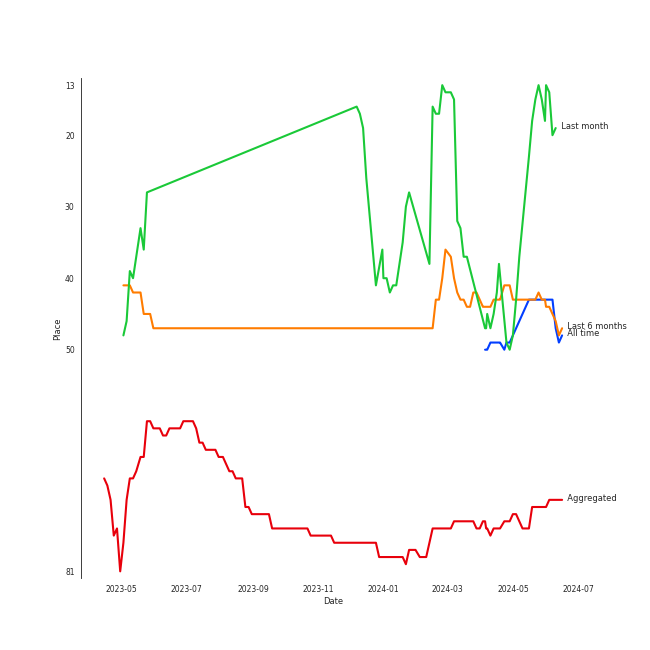 13
20
30
40
50
81
Place
Last month
Last 6 months
All time
Aggregated
2023-05
2023-07
2023-09
2023-11
2024-01
2024-03
2024-05
2024-07
Date